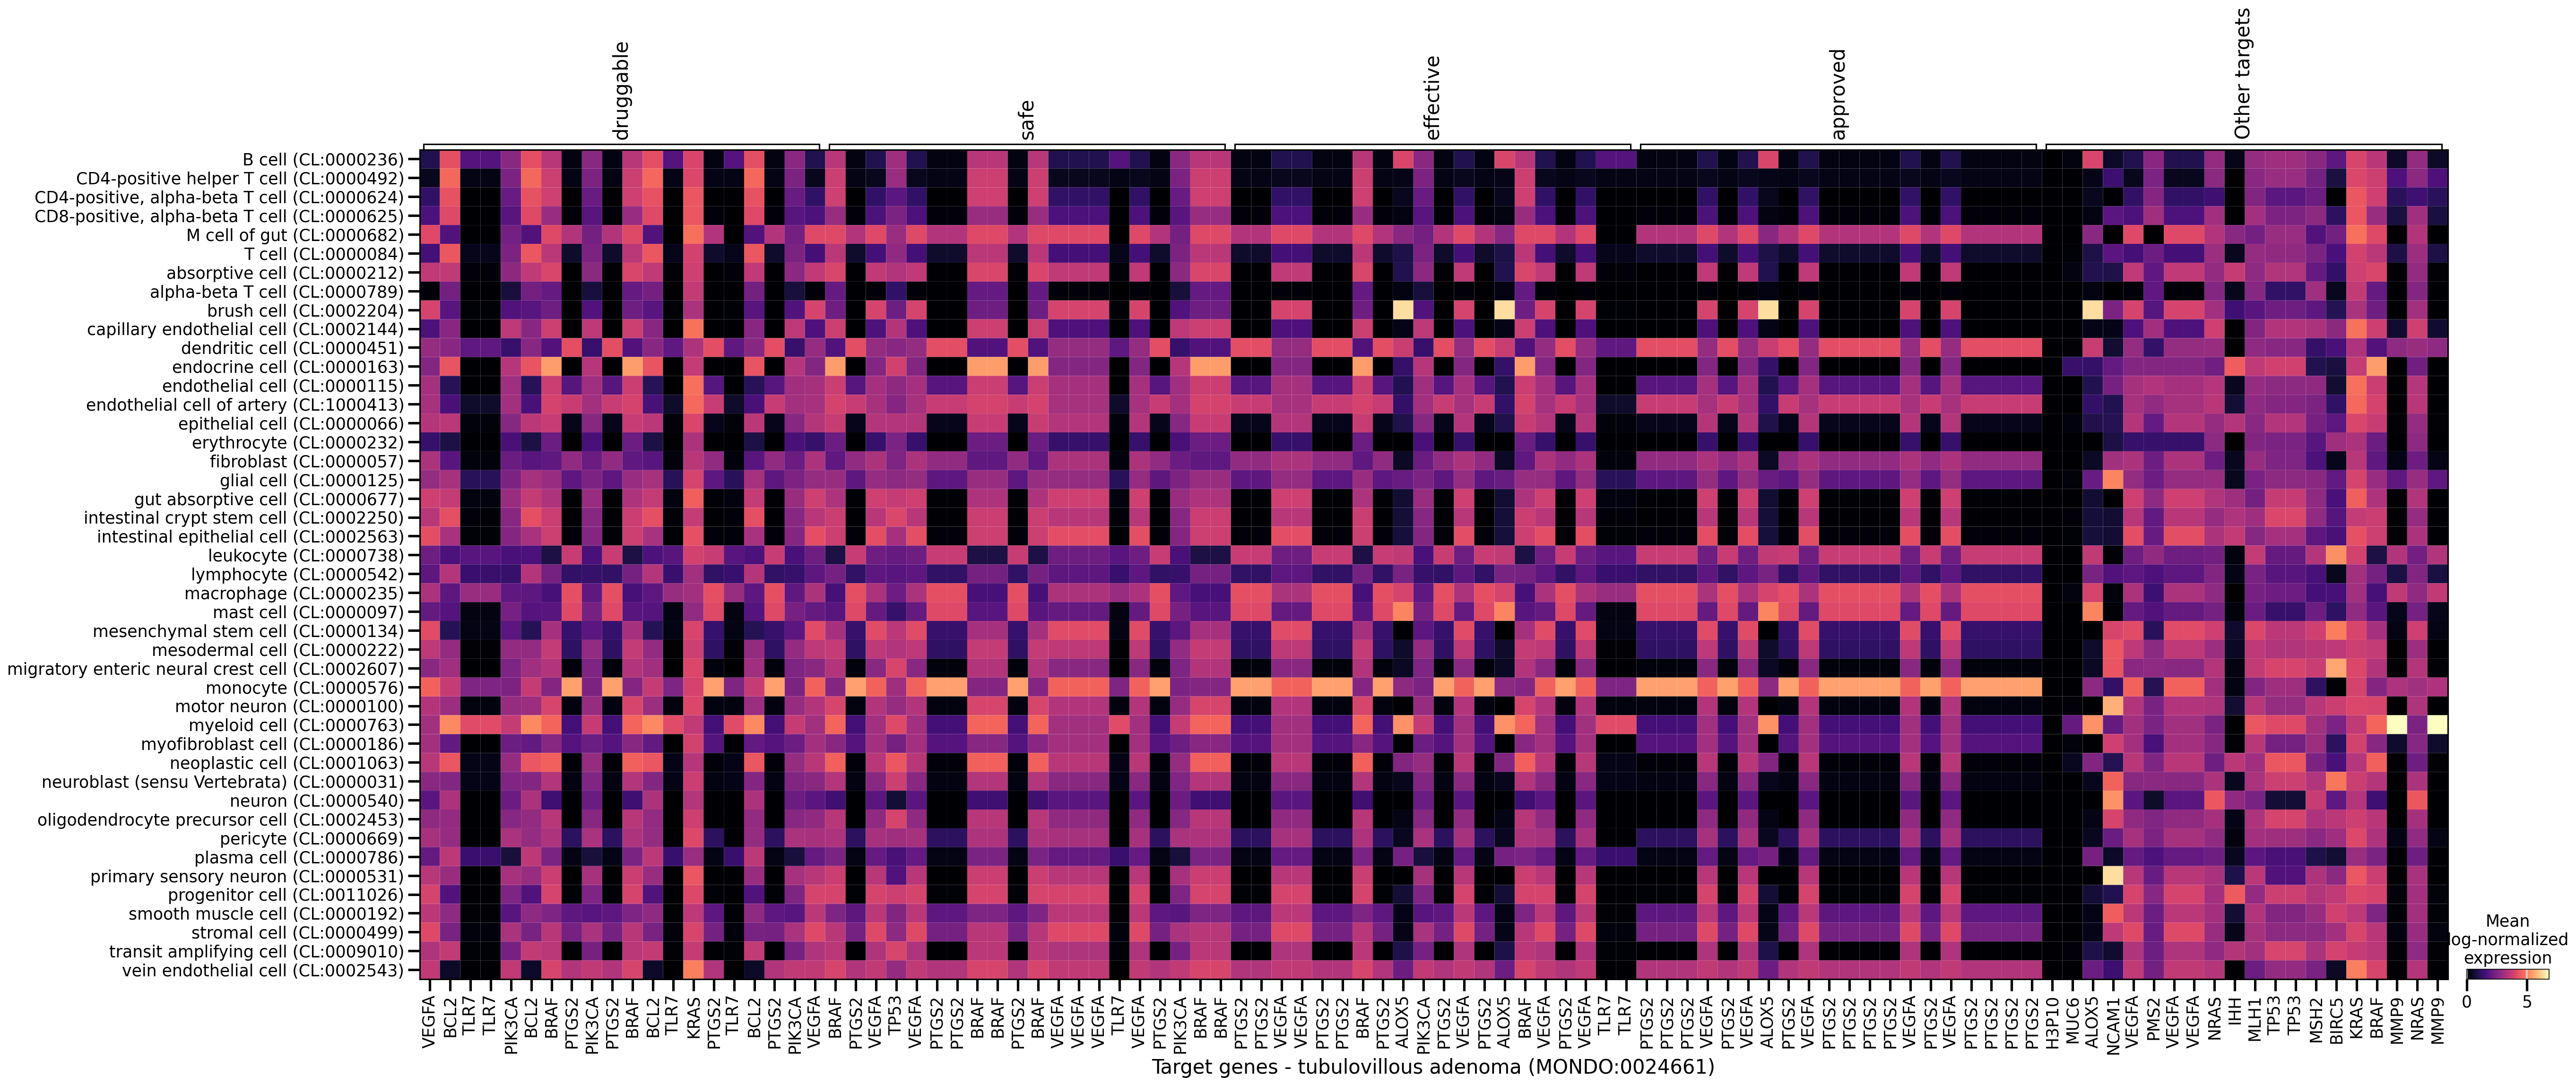 druggable
safe
effective
approved
Other targets
B cell (CL:0000236)
CD4-positive helper T cell (CL:0000492)
CD4-positive, alpha-beta T cell (CL:0000624)
CD8-positive, alpha-beta T cell (CL:0000625)
M cell of gut (CL:0000682)
T cell (CL:0000084)
absorptive cell (CL:0000212)
alpha-beta T cell (CL:0000789)
brush cell (CL:0002204)
capillary endothelial cell (CL:0002144)
dendritic cell (CL:0000451)
endocrine cell (CL:0000163)
endothelial cell (CL:0000115)
endothelial cell of artery (CL:1000413)
epithelial cell (CL:0000066)
erythrocyte (CL:0000232)
fibroblast (CL:0000057)
glial cell (CL:0000125)
gut absorptive cell (CL:0000677)
intestinal crypt stem cell (CL:0002250)
intestinal epithelial cell (CL:0002563)
leukocyte (CL:0000738)
lymphocyte (CL:0000542)
macrophage (CL:0000235)
mast cell (CL:0000097)
mesenchymal stem cell (CL:0000134)
mesodermal cell (CL:0000222)
migratory enteric neural crest cell (CL:0002607)
monocyte (CL:0000576)
motor neuron (CL:0000100)
myeloid cell (CL:0000763)
myofibroblast cell (CL:0000186)
neoplastic cell (CL:0001063)
neuroblast (sensu Vertebrata) (CL:0000031)
neuron (CL:0000540)
oligodendrocyte precursor cell (CL:0002453)
pericyte (CL:0000669)
plasma cell (CL:0000786)
primary sensory neuron (CL:0000531)
progenitor cell (CL:0011026)
smooth muscle cell (CL:0000192)
stromal cell (CL:0000499)
transit amplifying cell (CL:0009010)
vein endothelial cell (CL:0002543)
VEGFA
BCL2
TLR7
TLR7
PIK3CA
BCL2
BRAF
PTGS2
PIK3CA
PTGS2
BRAF
BCL2
TLR7
KRAS
PTGS2
TLR7
BCL2
PTGS2
PIK3CA
VEGFA
BRAF
PTGS2
VEGFA
TP53
VEGFA
PTGS2
PTGS2
BRAF
BRAF
PTGS2
BRAF
VEGFA
VEGFA
VEGFA
TLR7
VEGFA
PTGS2
PIK3CA
BRAF
BRAF
PTGS2
PTGS2
VEGFA
VEGFA
PTGS2
PTGS2
BRAF
PTGS2
ALOX5
PIK3CA
PTGS2
VEGFA
PTGS2
ALOX5
BRAF
VEGFA
PTGS2
VEGFA
TLR7
TLR7
PTGS2
PTGS2
PTGS2
VEGFA
PTGS2
VEGFA
ALOX5
PTGS2
VEGFA
PTGS2
PTGS2
PTGS2
PTGS2
VEGFA
PTGS2
VEGFA
PTGS2
PTGS2
PTGS2
PTGS2
H3P10
MUC6
ALOX5
NCAM1
VEGFA
PMS2
VEGFA
VEGFA
NRAS
IHH
MLH1
TP53
TP53
MSH2
BIRC5
KRAS
BRAF
MMP9
NRAS
MMP9
Target genes - tubulovillous adenoma (MONDO:0024661)
Mean
log-normalized
expression
0 5